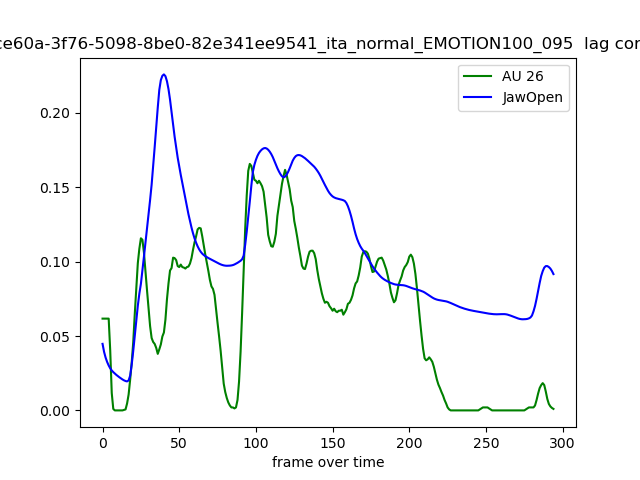 ce60a-3f76-5098-8be0-82e341ee9541_ita_normal_EMOTION100_095 lag cor
AU 26
JawOpen
0.20
0.15
0.10
0.05
0.00
0 50 100 150 200 250 300
frame over time